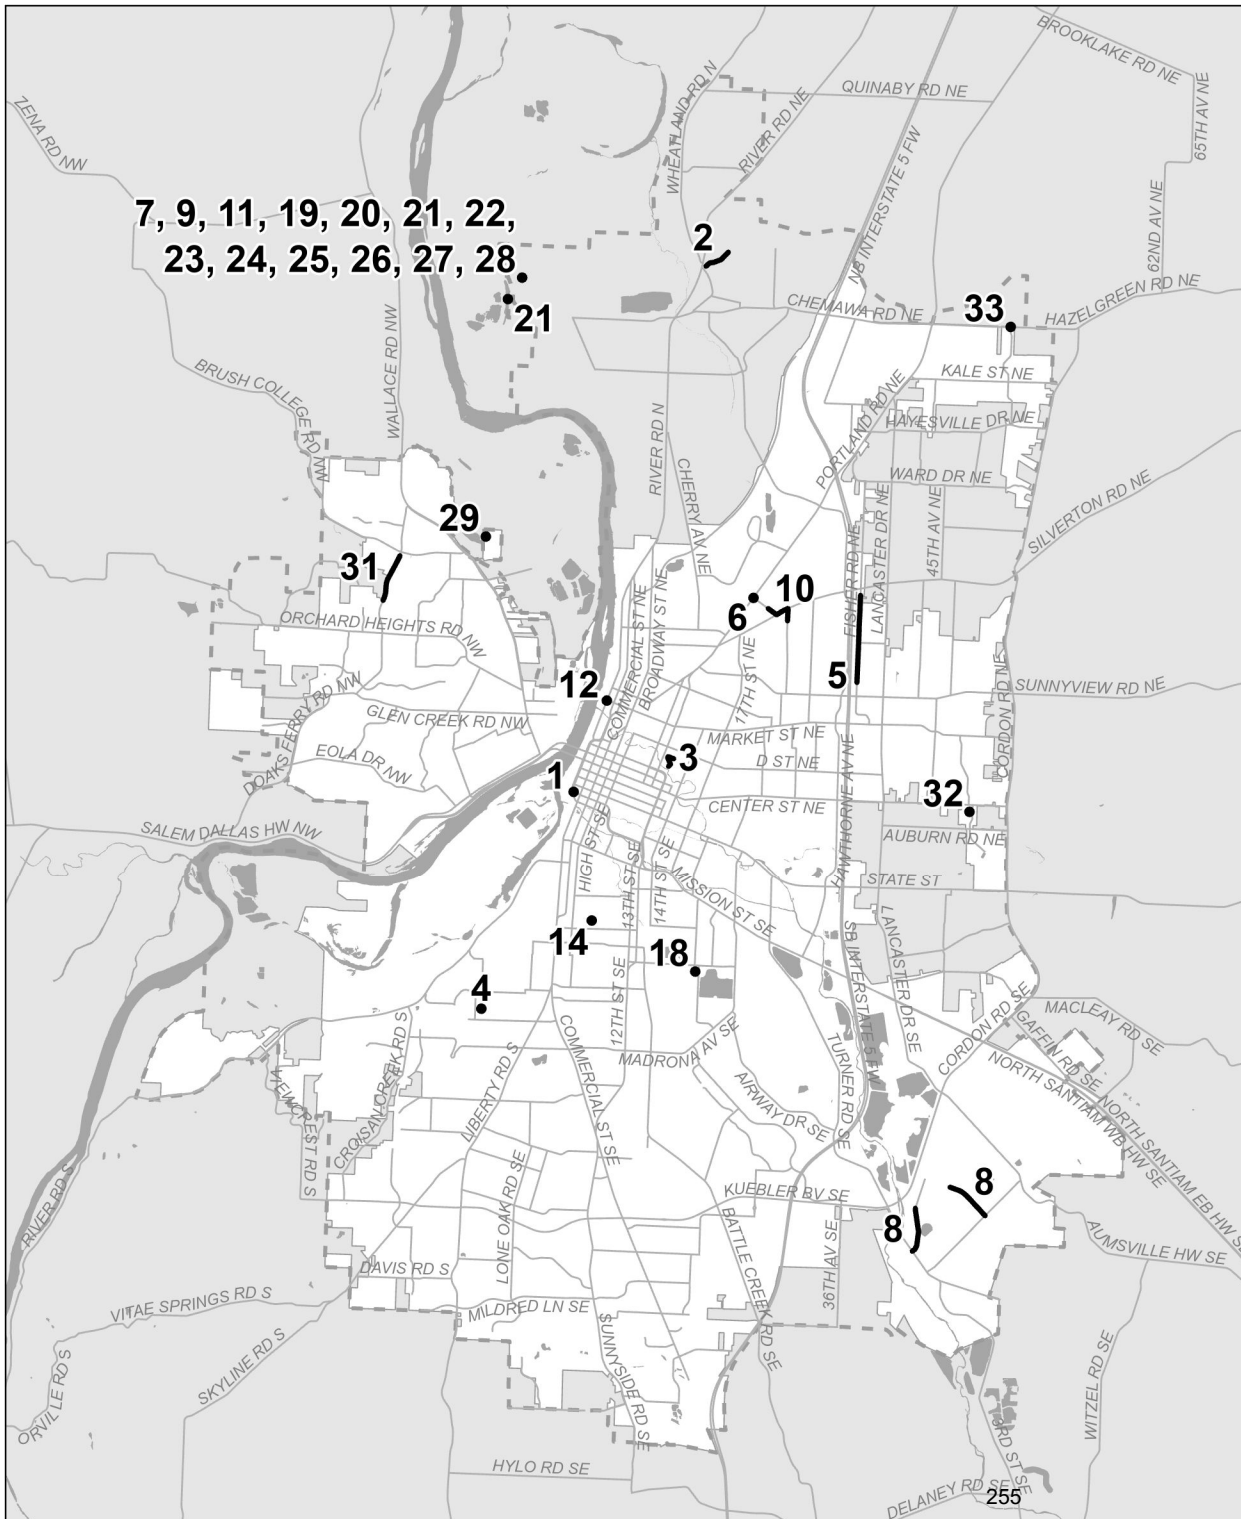 BROOKLAKE RD NE
QUINABY RD NE
65TH AV NE
ZENA RD NW
WHEATLAND RD N
RIVER RD NE
NB INTERSTATE 5 FW
62ND AV NE
7, 9, 11, 19, 20, 21, 22,
23, 24, 25, 26, 27, 28
21
2
CHEMAWA RD NE
33
HAZELGREEN RD NE
WALLACE RD NW
BRUSH COLLEGE RD NW
KALE ST NE
PORTLAND RD NE
HAYESVILLE DR NE
RIVER RD N
CHERRY AV NE
WARD DR NE
SILVERTON RD NE
29
31
FISHER RD NE
LANCASTER DR NE
45TH AV NE
10
6
ORCHARD HEIGHTS RD NW
COMMERCIAL ST NE
BROADWAY ST NE
17TH ST NE
5
12
DOAKS FERRY RD NW
GLEN CREEK RD NW
EOLA DR NW
SUNNYVIEW RD NE
CORDON RD NE
MARKET ST NE
D ST NE
3
1
CENTER ST NE
32
HAWTHORNE AV NE
AUBURN RD NE
SALEM DALLAS HW NW
HIGH ST SE
13TH ST SE
14TH ST SE
MISSION ST SE
STATE ST
14
18
4
12TH ST SE
LANCASTER DR SE
SB INTERSTATE 5 FW
CORDON RD SE
MACLEAY RD SE
GAFFIN RD SE
CROISAN CREEK RD S
LIBERTY RD S
COMMERCIAL ST SE
MADRONA AV SE
AIRWAY DR SE
TURNER RD SE
NORTH SANTIAM WB HW SE
NORTH SANTIAM EB HW SE
VIEWCREST RD S
RIVER RD S
LONE OAK RD SE
KUEBLER BV SE
8
8
36TH AV SE
BATTLE CREEK RD SE
AUMSVILLE HW SE
DAVIS RD S
VITAE SPRINGS RD S
MILDRED LN SE
SKYLINE RD S
ORVILLE RD S
SUNNYSIDE RD SE
WITZEL RD SE
3RD ST SE
HYLO RD SE
DELANEY RD SE
255